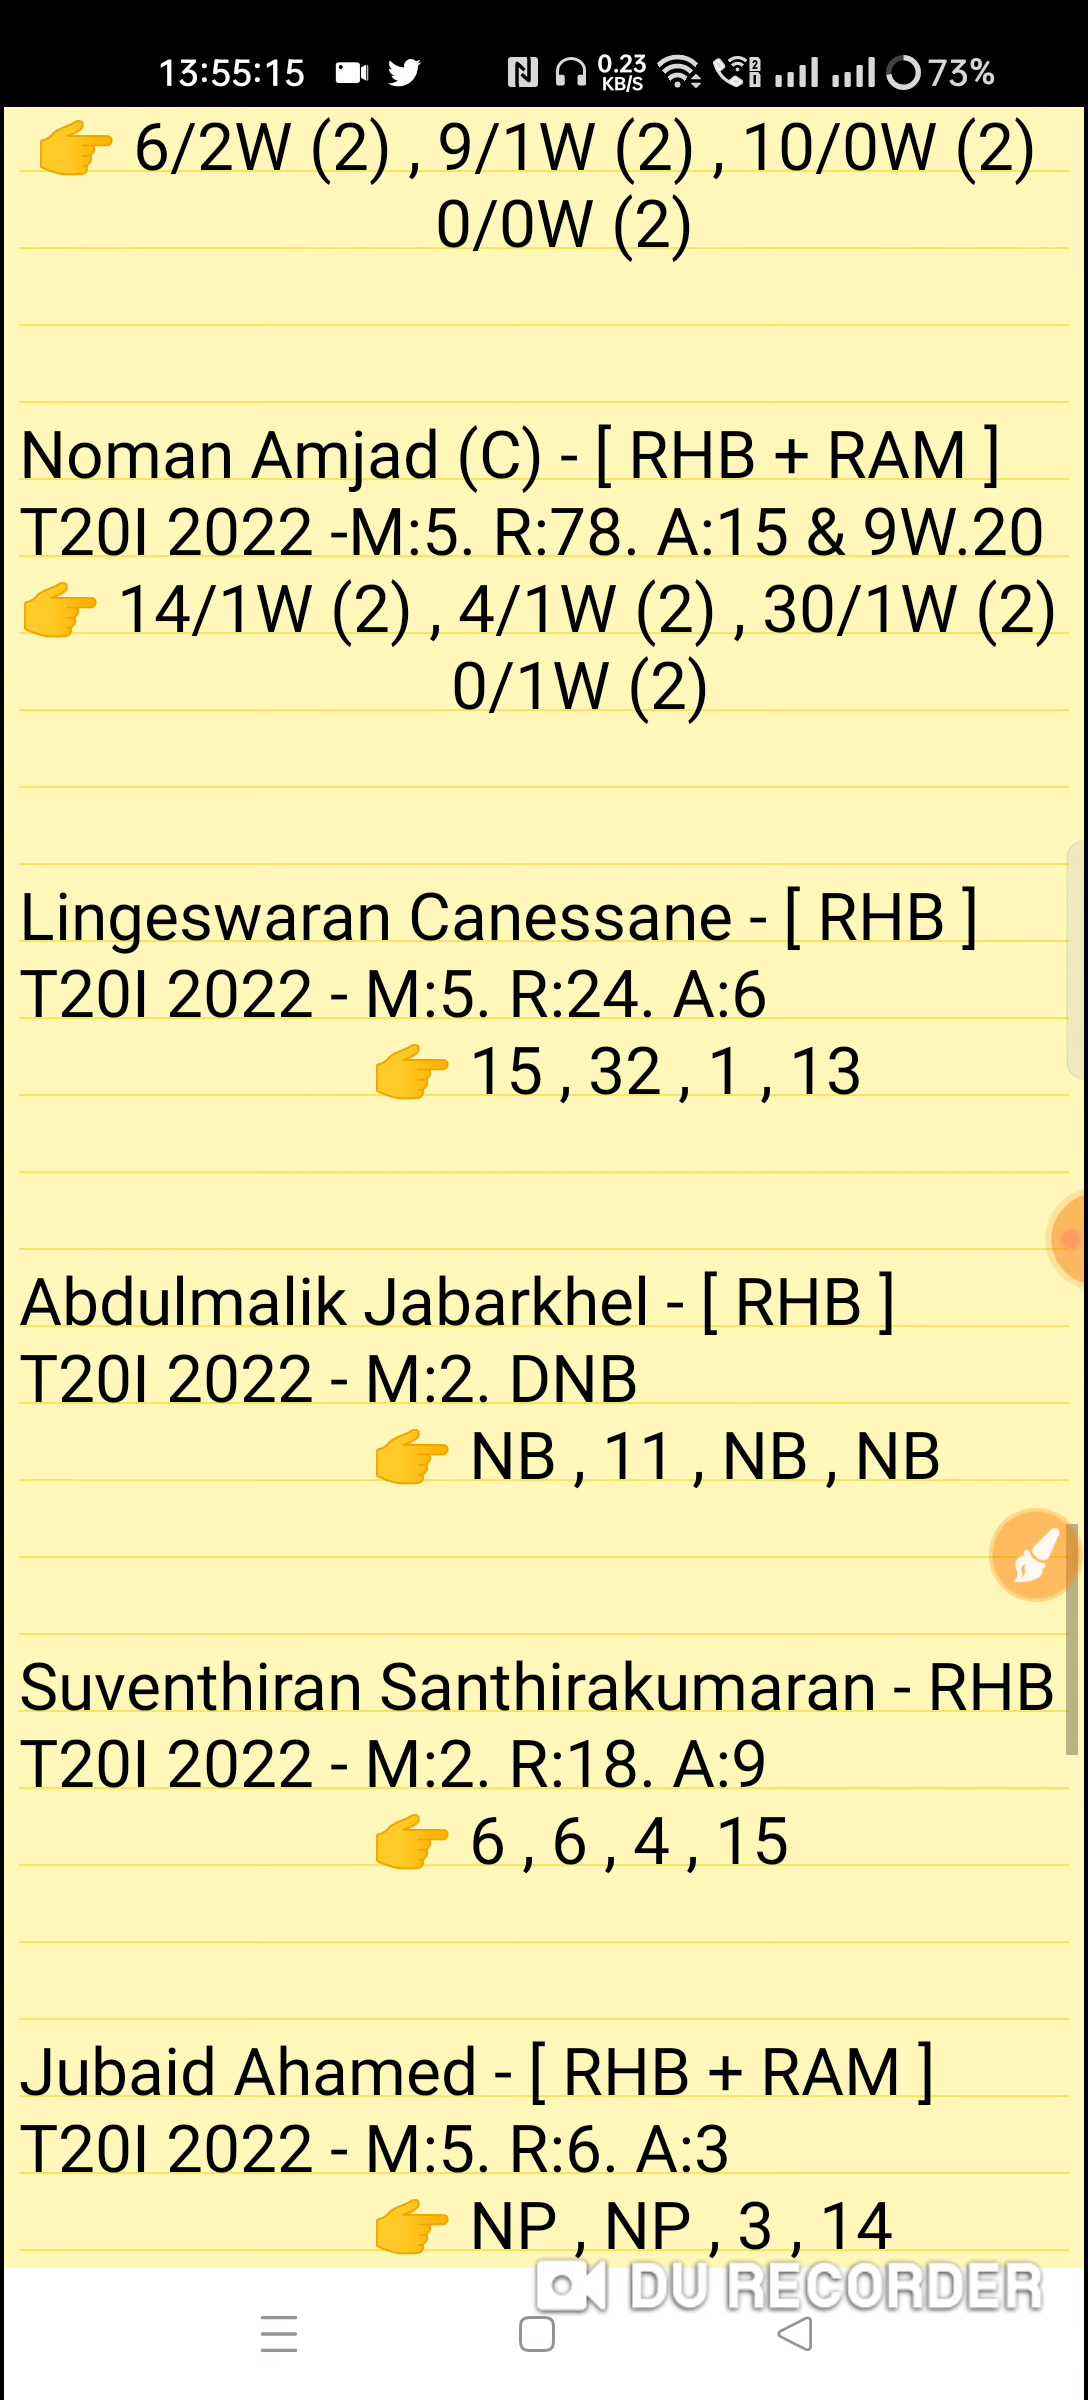 13:55:15 0.23 KB/S 2 1 73%
👉 6/2W (2) , 9/1W (2) , 10/0W (2)
0/0W (2)
Noman Amjad (C) - [ RHB + RAM ]
T20I 2022 -M:5. R:78. A:15 & 9W.20
👉 14/1W (2) , 4/1W (2) , 30/1W (2)
0/1W (2)
Lingeswaran Canessane - [ RHB ]
T20I 2022 - M:5. R:24. A:6
👉 15 , 32 , 1 , 13
Abdulmalik Jabarkhel - [ RHB ]
T20I 2022 - M:2. DNB
👉 NB , 11 , NB , NB
Suventhiran Santhirakumaran - RHB
T20I 2022 - M:2. R:18. A:9
👉 6 , 6 , 4 , 15
Jubaid Ahamed - [ RHB + RAM ]
T20I 2022 - M:5. R:6. A:3
👉 NP , NP , 3 , 14
DU RECORDER